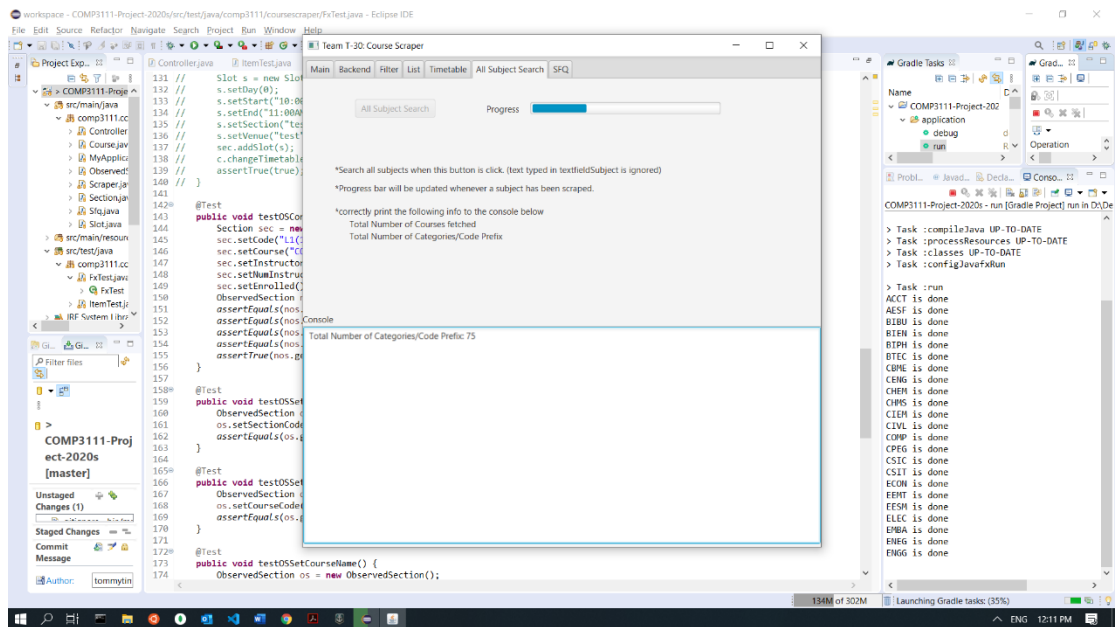 workspace - COMP3111-Project-2020s/src/test/java/comp3111/coursescraper/FxTest.java - Eclipse IDE
File Edit Source Refactor Navigate Search Project Run Window Help
Project Exp...
COMP3111-Proje
src/main/java
comp3111.cc
Controller
Course.jav
MyApplica
Observed
Scraper.ja
Section.jav
Sfq.java
Slot.java
src/main/resour
src/test/java
comp3111.cc
FxTest.java
FxTest
ItemTest.ja
JRE System Libra
Gi...
Gi...
Filter files
>
COMP3111-Proj
ect-2020s
[master]
Unstaged
Changes (1)
Staged Changes
Commit
Message
Author: tommytin
Controller.java ItemTest.java
131 // Slot s = new Slot
132 // s.setDay(0);
133 // s.setStart("10:00
134 // s.setEnd("11:00AM
135 // s.setSection("tes
136 // s.setVenue("test"
137 // sec.addSlot(s);
138 // c.changeTimetable
139 // assertTrue(true);
140 // }
141
142 @Test
143 public void testOSCon
144 Section sec = new
145 sec.setCode("L1(1
146 sec.setCourse("CO
147 sec.setInstructor
148 sec.setNumInstruc
149 sec.setEnrolled()
150 ObservedSection
151 assertEquals(nos.
152 assertEquals(nos.
153 assertEquals(nos.
154 assertEquals(nos.
155 assertTrue(nos.ge
156 }
157
158 @Test
159 public void testOSSet
160 ObservedSection o
161 os.setSectionCode
162 assertEquals(os.g
163 }
164
165 @Test
166 public void testOSSet
167 ObservedSection o
168 os.setCourseCode(
169 assertEquals(os.g
170 }
171
172 @Test
173 public void testOSSetCourseName() {
174 ObservedSection os = new ObservedSection();
Team T-30: Course Scraper
Main Backend Filter List Timetable All Subject Search SFQ
All Subject Search Progress
*Search all subjects when this button is click. (text typed in textfieldSubject is ignored)
*Progress bar will be updated whenever a subject has been scraped.
*correctly print the following info to the console below
Total Number of Courses fetched
Total Number of Categories/Code Prefix
Console
Total Number of Categories/Code Prefix: 75
Gradle Tasks
Name
COMP3111-Project-202
application
debug
run
Grad...
Operation
Probl... Javad... Decla... Conso...
COMP3111-Project-2020s - run [Gradle Project] run in D:\De
> Task :compileJava UP-TO-DATE
> Task :processResources UP-TO-DATE
> Task :classes UP-TO-DATE
> Task :configJavafxRun
> Task :run
ACCT is done
AESF is done
BIBU is done
BIEN is done
BIPH is done
BTEC is done
CBME is done
CENG is done
CHEM is done
CHMS is done
CIEM is done
CIVL is done
COMP is done
CPEG is done
CSIC is done
CSIT is done
ECON is done
EEMT is done
EESM is done
ELEC is done
EMBA is done
ENEG is done
ENGG is done
134M of 302M
Launching Gradle tasks: (35%)
ENG 12:11 PM